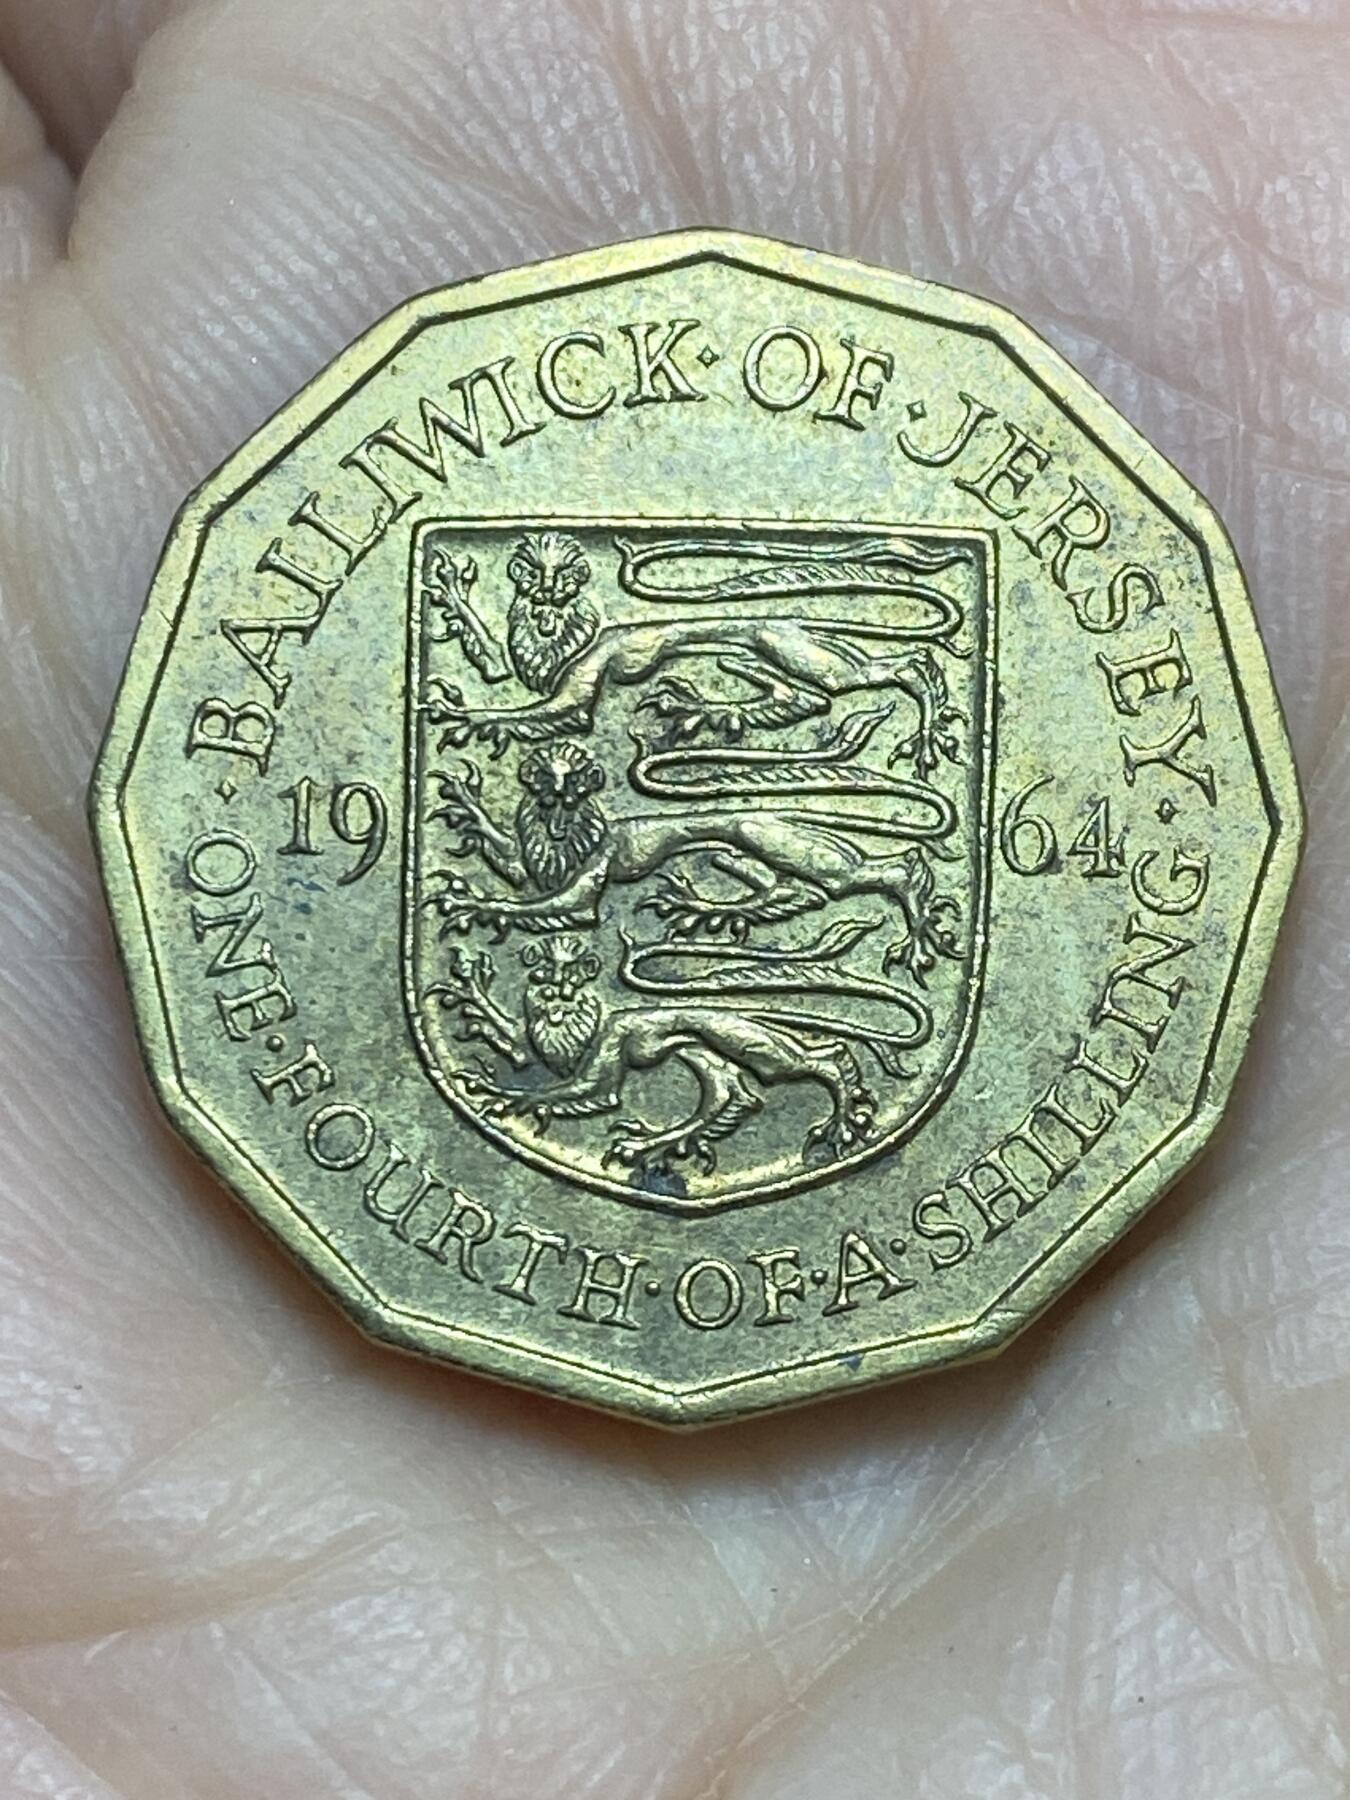 ·BAILIWICK·OF·JERSEY·
19 64
ONE·FOURTH·OF·A·SHILLING